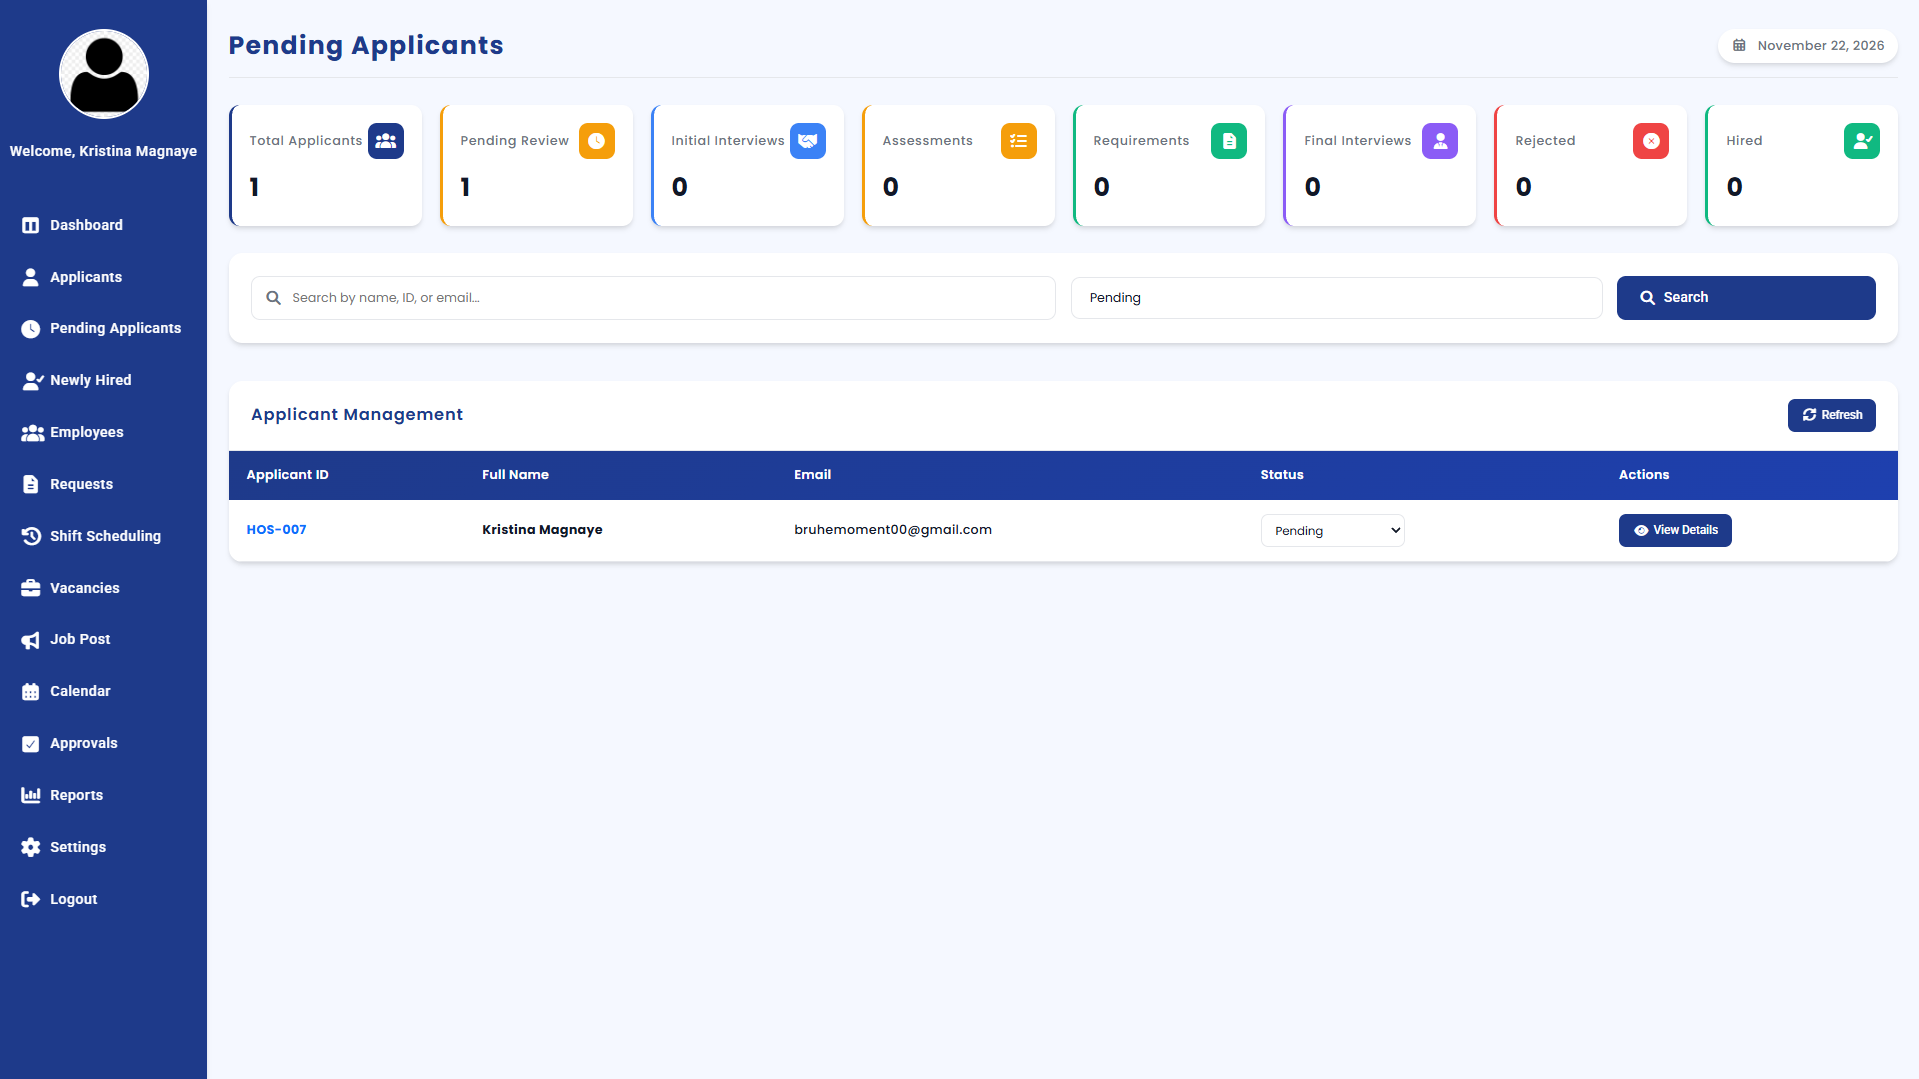 Welcome, Kristina Magnaye
Dashboard
Applicants
Pending Applicants
Newly Hired
Employees
Requests
Shift Scheduling
Vacancies
Job Post
Calendar
Approvals
Reports
Settings
Logout
Pending Applicants
November 22, 2026
Total Applicants
1
Pending Review
1
Initial Interviews
0
Assessments
0
Requirements
0
Final Interviews
0
Rejected
0
Hired
0
Search by name, ID, or email...
Pending
Search
Applicant Management
Refresh
Applicant ID Full Name Email Status Actions
HOS-007 Kristina Magnaye bruhemoment00@gmail.com Pending View Details